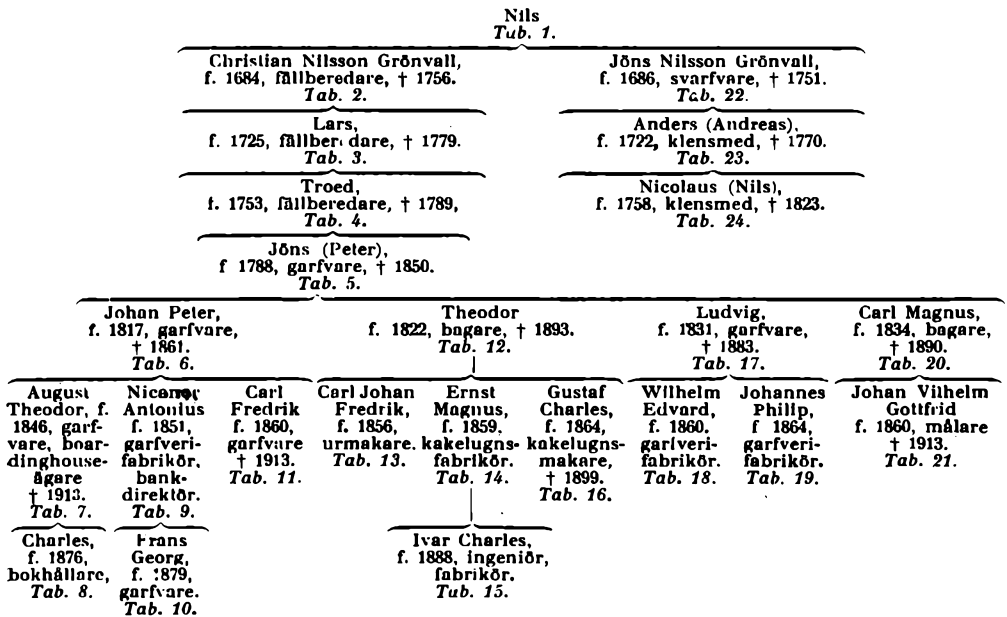 Nils
Tab. 1.
Christian Nilsson Grönvall,
f. 1684, fällberedare, † 1756.
Tab. 2.
Jöns Nilsson Grönvall,
f. 1686, svarfvare, † 1751.
Tab. 22.
Lars,
f. 1725, fällberedare, † 1779.
Tab. 3.
Anders (Andreas),
f. 1722, klensmed, † 1770.
Tab. 23.
Troed,
f. 1753, fällberedare, † 1789,
Tab. 4.
Nicolaus (Nils),
f. 1758, klensmed, † 1823.
Tab. 24.
Jöns (Peter),
f 1788, garfvare, † 1850.
Tab. 5.
Johan Peter,
f. 1817, garfvare,
† 1861.
Tab. 6.
Theodor
f. 1822, bagare, † 1893.
Tab. 12.
Ludvig,
f. 1831, garfvare,
† 1883.
Tab. 17.
Carl Magnus,
f. 1834, bagare,
† 1890.
Tab. 20.
August
Theodor, f.
1846, garf-
vare, boar-
dinghouse-
ägare
† 1913.
Tab. 7.
Nicanor
Antonius
f. 1851,
garfveri-
fabrikör,
bank-
direktör.
Tab. 9.
Carl
Fredrik
f. 1860,
garfvare
† 1913.
Tab. 11.
Carl Johan
Fredrik,
f. 1856,
urmakare.
Tab. 13.
Ernst
Magnus,
f. 1859,
kakelugns-
fabrikör.
Tab. 14.
Gustaf
Charles,
f. 1864,
kakelugns-
makare,
† 1899.
Tab. 16.
Wilhelm
Edvard,
f. 1860.
garfveri-
fabrikör.
Tab. 18.
Johannes
Philip,
f 1864,
garfveri-
fabrikör.
Tab. 19.
Johan Vilhelm
Gottfrid
f. 1860, målare
† 1913.
Tab. 21.
Charles,
f. 1876,
bokhållare,
Tab. 8.
Frans
Georg,
f. 1879,
garfvare.
Tab. 10.
Ivar Charles,
f. 1888, ingeniör,
fabrikör.
Tab. 15.